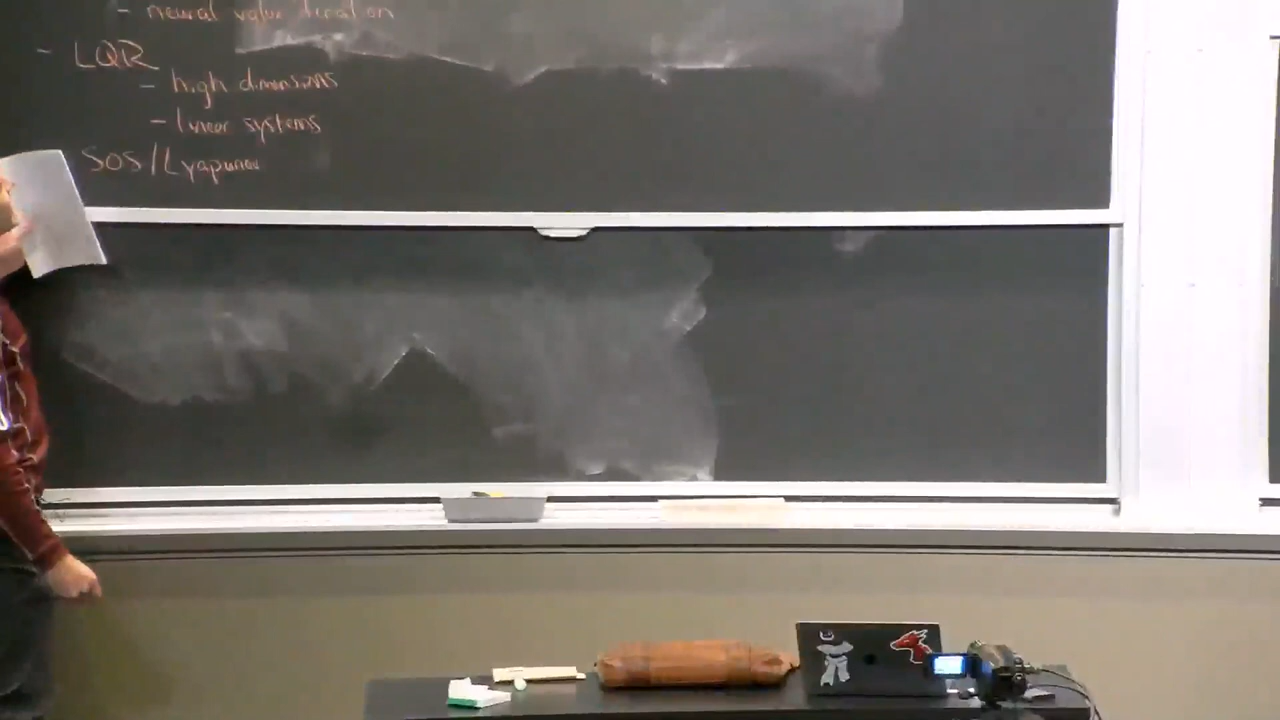 - neural value iteration
- LQR
- high dimensions
- linear systems
SOS/Lyapunov